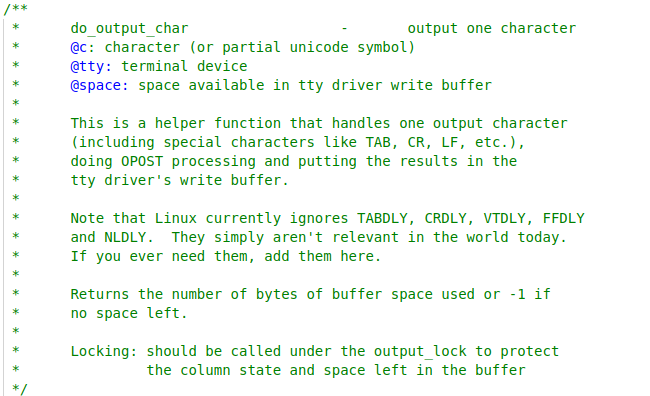 /**
 *	do_output_char			-	output one character
 *	@c: character (or partial unicode symbol)
 *	@tty: terminal device
 *	@space: space available in tty driver write buffer
 *
 *	This is a helper function that handles one output character
 *	(including special characters like TAB, CR, LF, etc.),
 *	doing OPOST processing and putting the results in the
 *	tty driver's write buffer.
 *
 *	Note that Linux currently ignores TABDLY, CRDLY, VTDLY, FFDLY
 *	and NLDLY.  They simply aren't relevant in the world today.
 *	If you ever need them, add them here.
 *
 *	Returns the number of bytes of buffer space used or -1 if
 *	no space left.
 *
 *	Locking: should be called under the output_lock to protect
 *		 the column state and space left in the buffer
 */